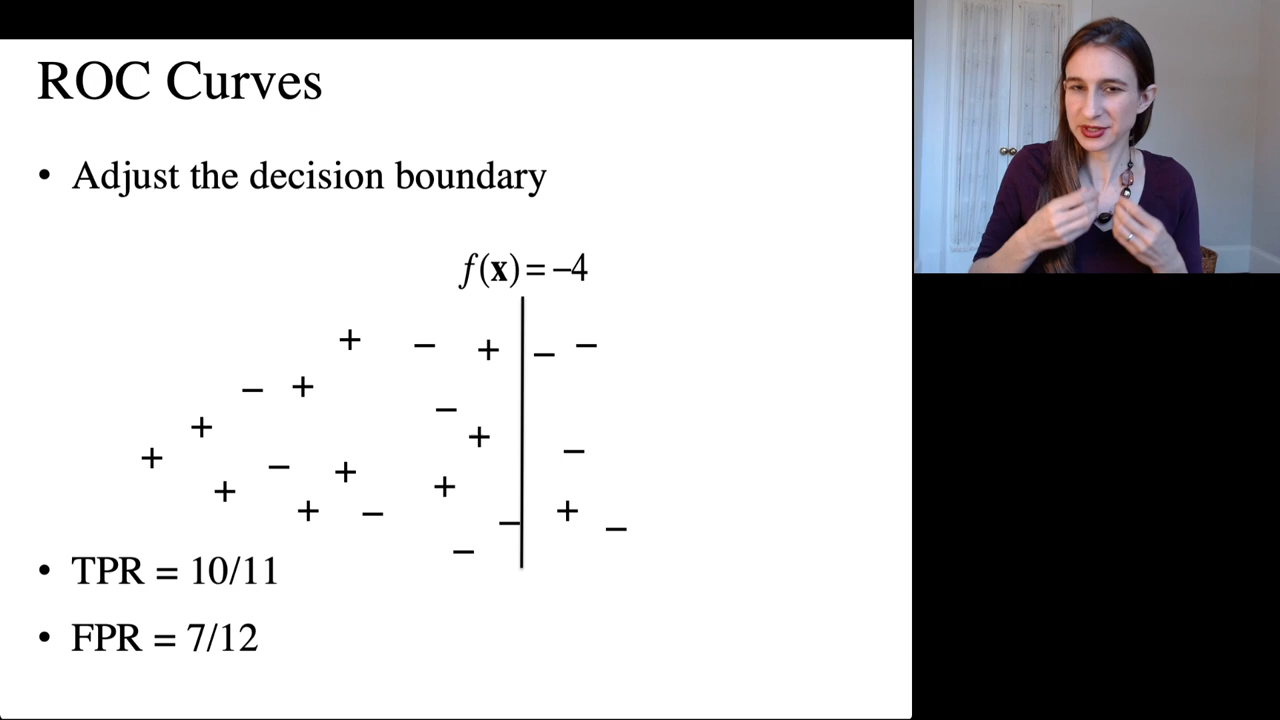 ROC Curves
• Adjust the decision boundary
f(x) = –4
• TPR = 10/11
• FPR = 7/12